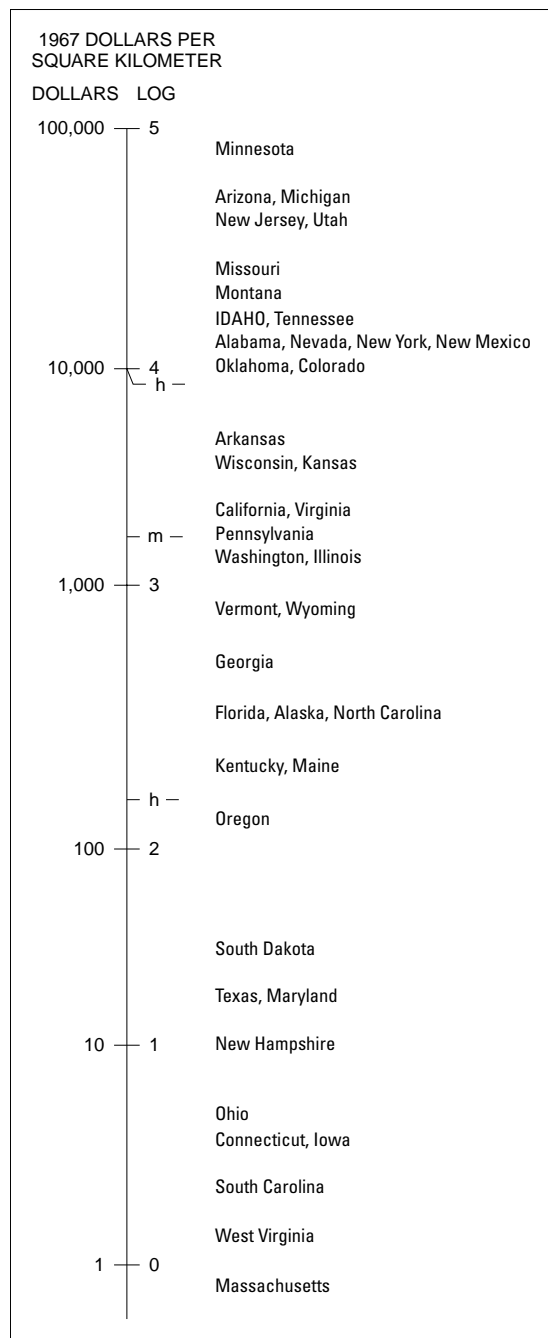 1967 DOLLARS PER
SQUARE KILOMETER
DOLLARS LOG
100,000 5
Minnesota
Arizona, Michigan
New Jersey, Utah
Missouri
Montana
IDAHO, Tennessee
Alabama, Nevada, New York, New Mexico
10,000 4 Oklahoma, Colorado
h
Arkansas
Wisconsin, Kansas
California, Virginia
m Pennsylvania
Washington, Illinois
1,000 3
Vermont, Wyoming
Georgia
Florida, Alaska, North Carolina
Kentucky, Maine
h
Oregon
100 2
South Dakota
Texas, Maryland
10 1 New Hampshire
Ohio
Connecticut, Iowa
South Carolina
West Virginia
1 0
Massachusetts